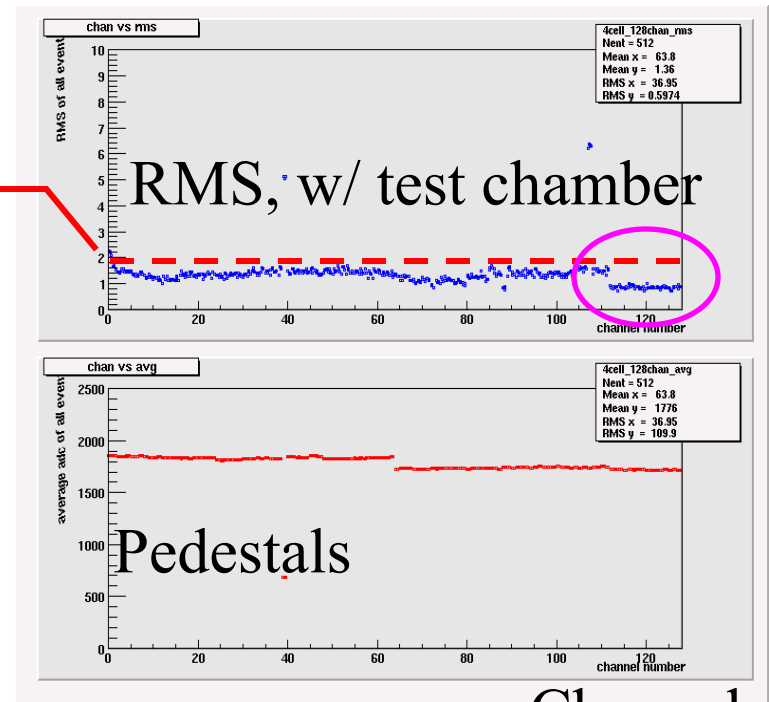 chan vs rms
4cell_128chan_rms
Nent = 512
Mean x = 63.8
Mean y = 1.36
RMS x = 36.95
RMS y = 0.5974
RMS of all event
10
9
8
7
6
5
4
3
2
1
0
RMS, w/ test chamber
0 20 40 60 80 100 120
channel number
chan vs avg
4cell_128chan_avg
Nent = 512
Mean x = 63.8
Mean y = 1776
RMS x = 36.95
RMS y = 109.9
average adc of all even
2500
2000
1500
1000
500
0
Pedestals
0 20 40 60 80 100 120
channel number